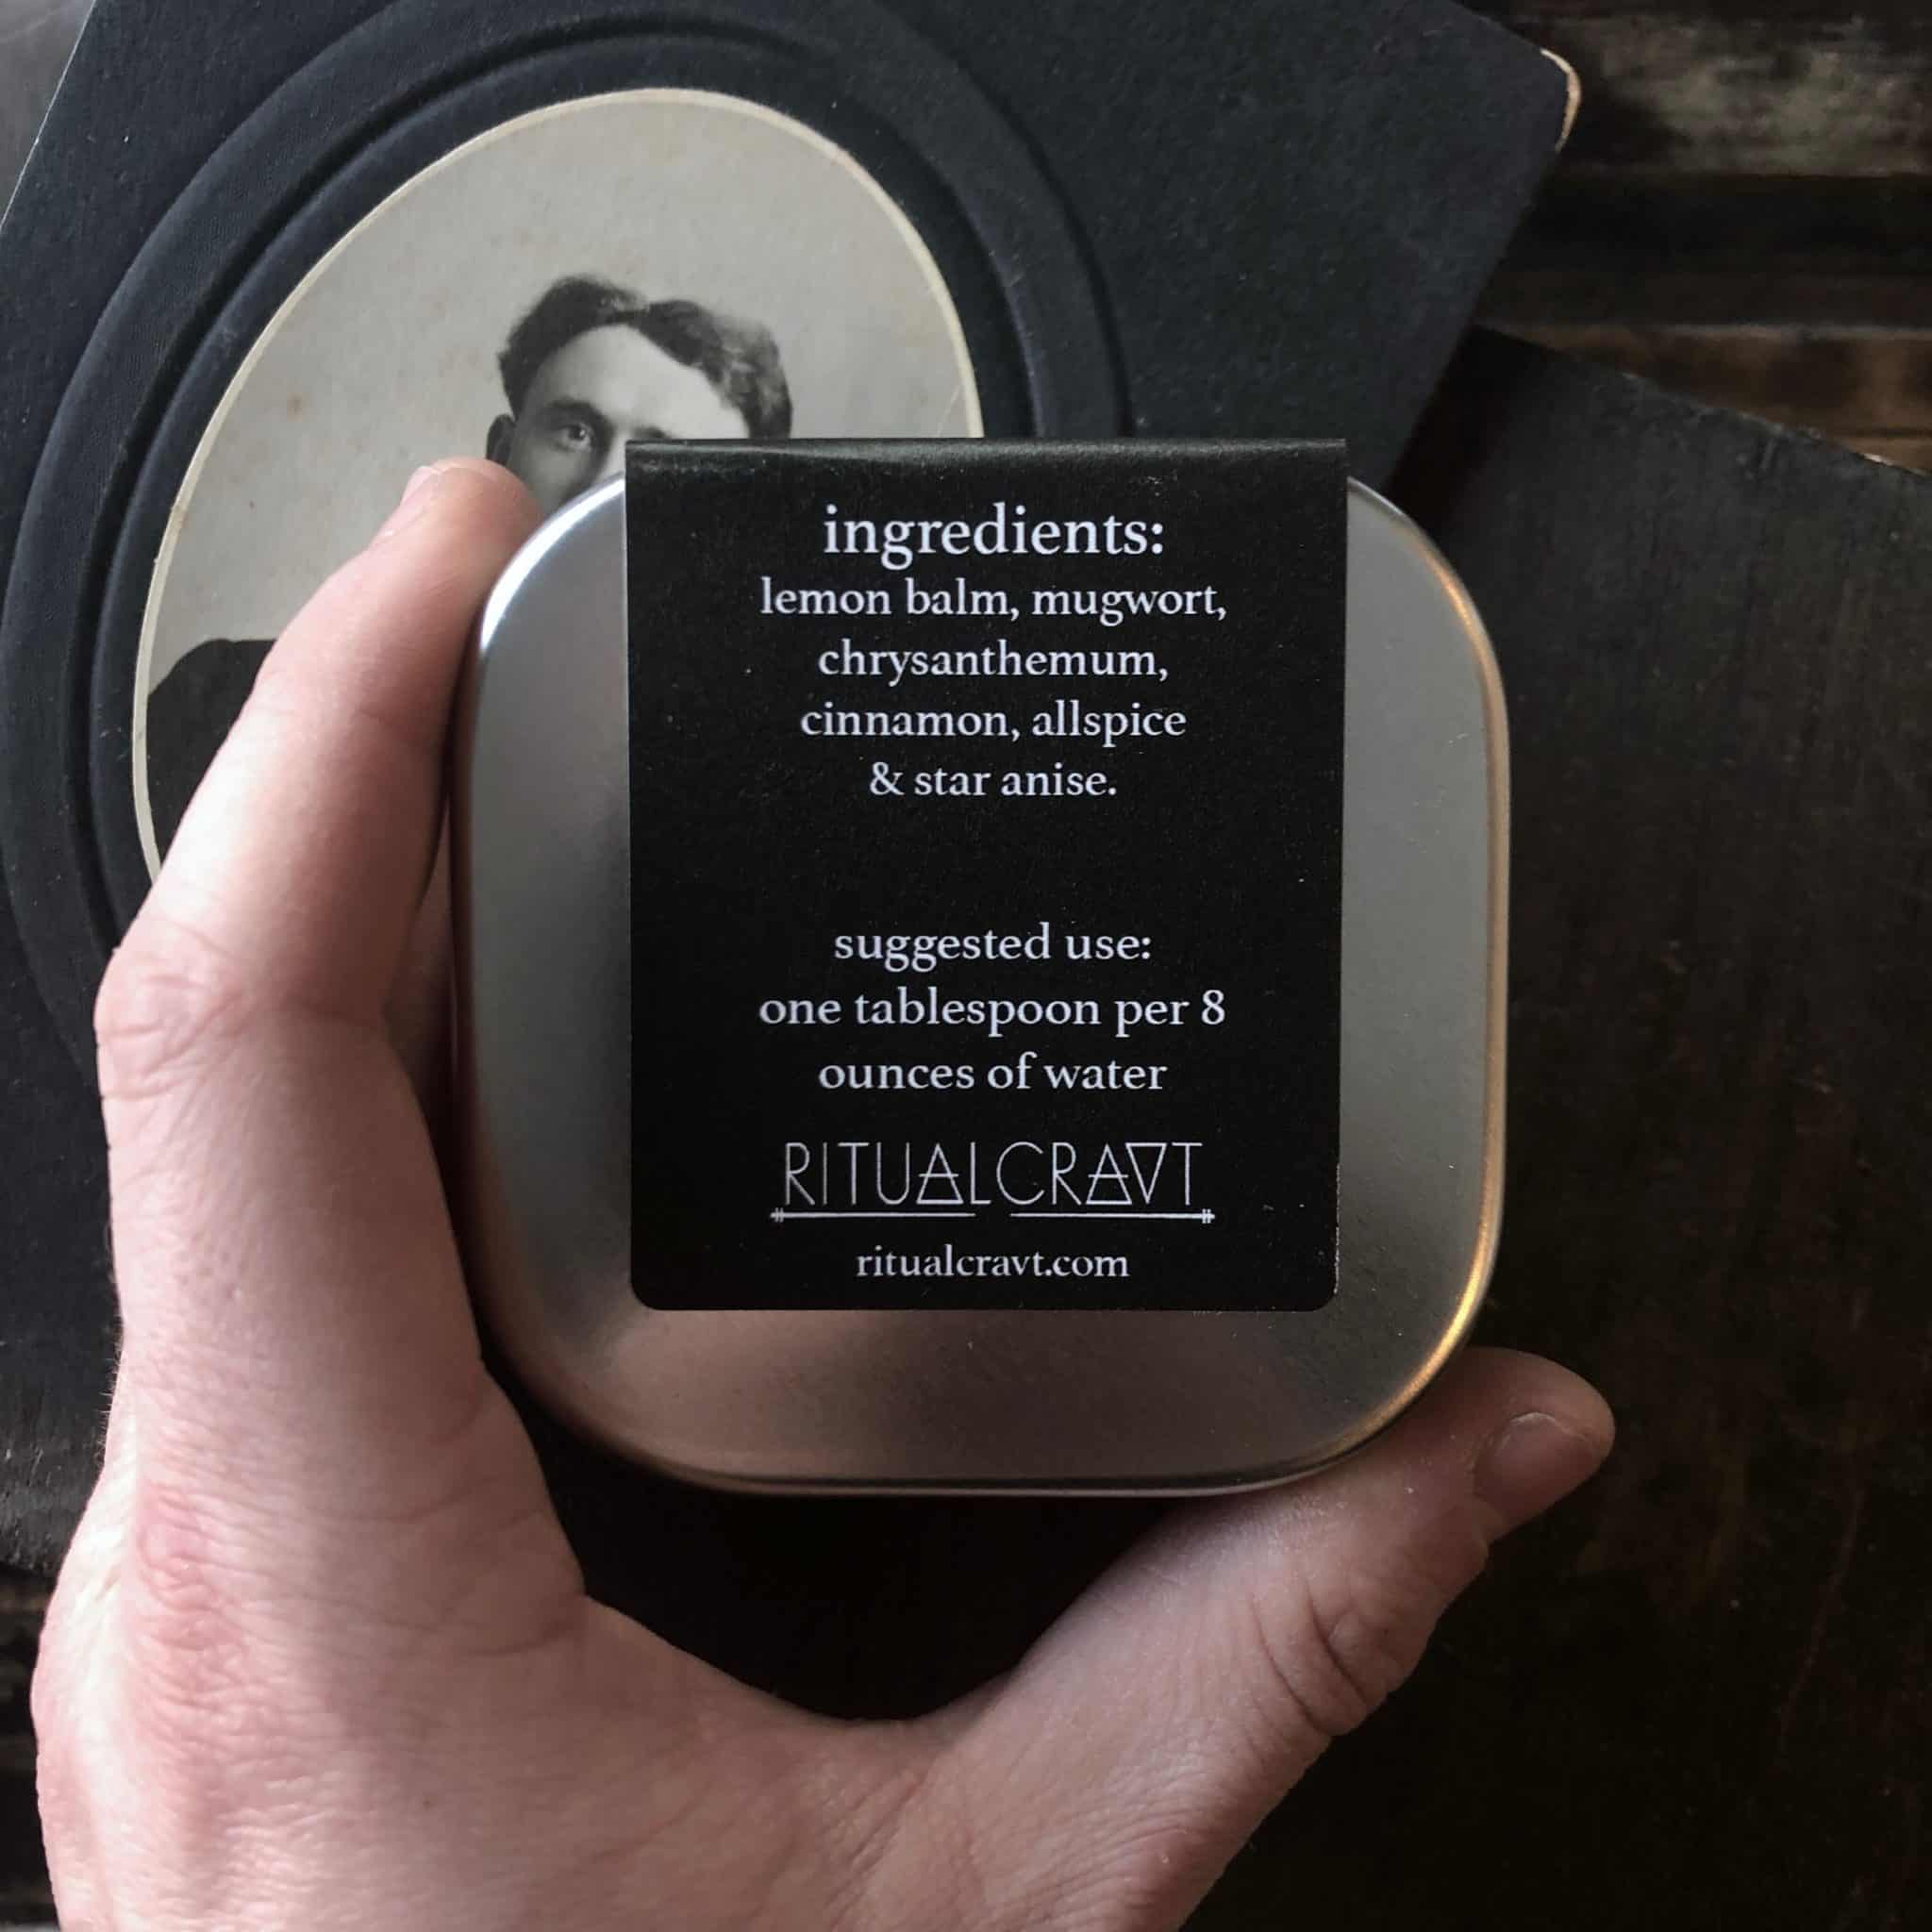 ingredients:
lemon balm, mugwort,
chrysanthemum,
cinnamon, allspice
& star anise.
suggested use:
one tablespoon per 8
ounces of water
RITUALCRAVT
ritualcravt.com